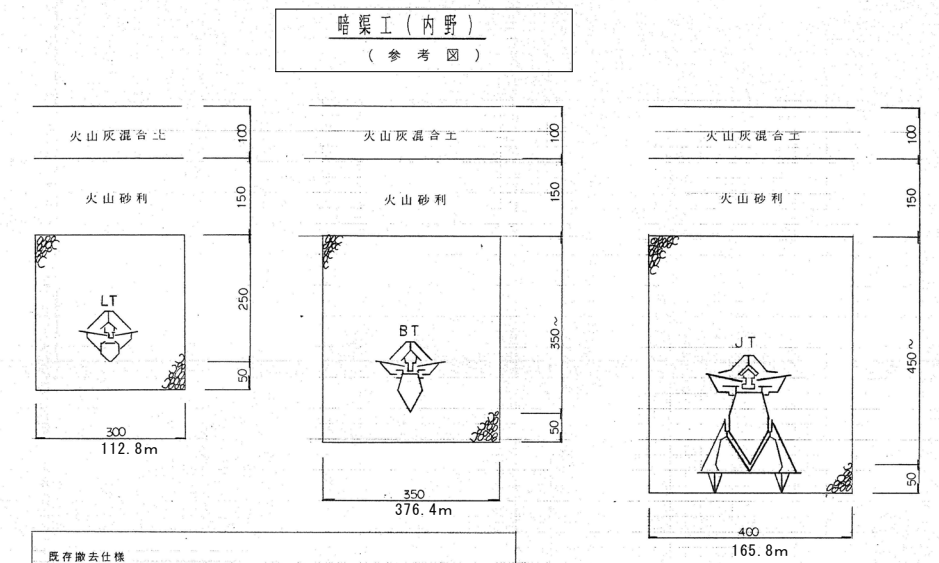 暗渠工(内野)
(参考図)
火山灰混合土
火山砂利
100
150
LT
250
50
300
112.8m
火山灰混合土
火山砂利
100
150
BT
350~
50
350
376.4m
火山灰混合土
火山砂利
100
150
JT
450~
50
400
165.8m
既存撤去仕様